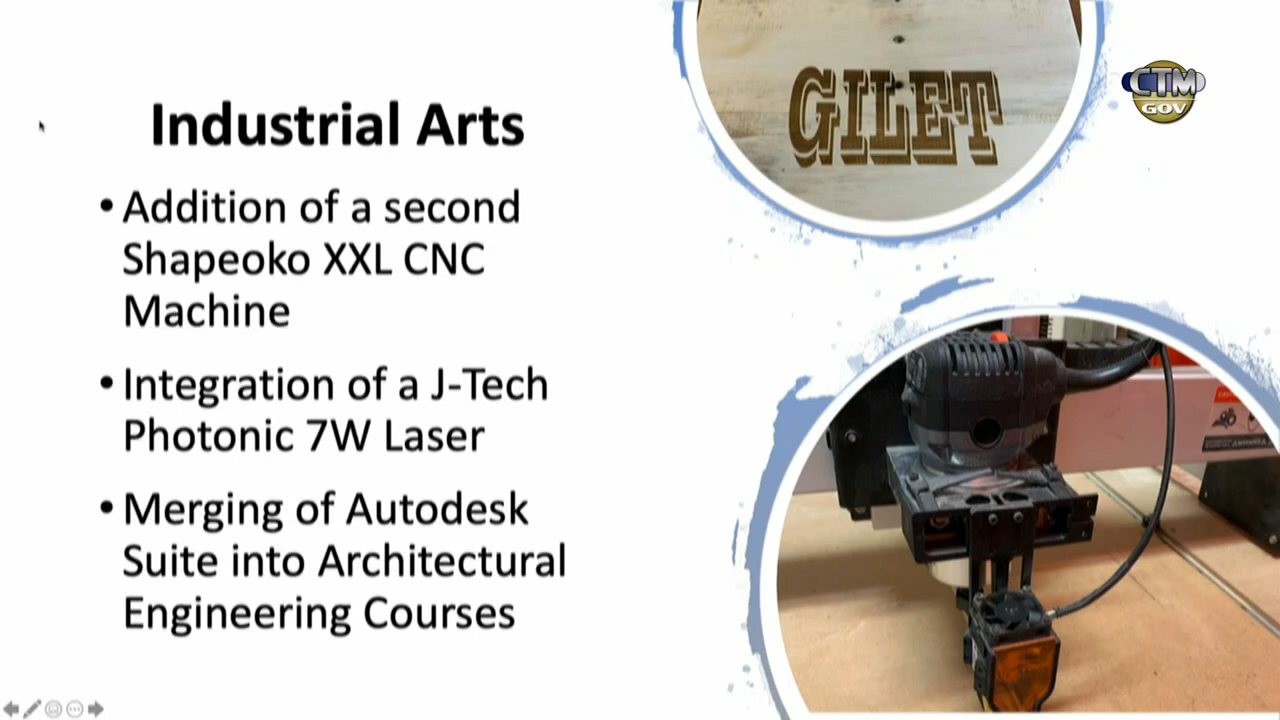 Industrial Arts
• Addition of a second
Shapeoko XXL CNC
Machine
• Integration of a J-Tech
Photonic 7W Laser
• Merging of Autodesk
Suite into Architectural
Engineering Courses
GILET
CTM
GOV